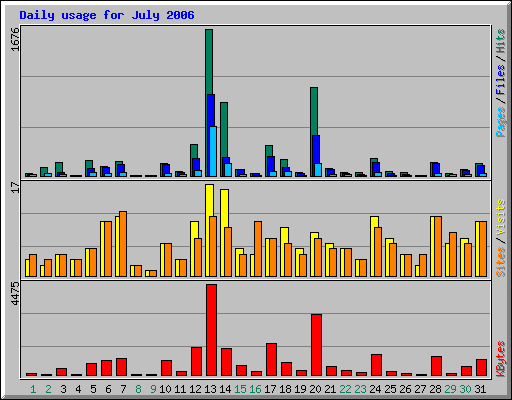 Daily usage for July 2006
1676
Pages / Files / Hits
17
Sites / Visits
4475
KBytes
1 2 3 4 5 6 7 8 9 10 11 12 13 14 15 16 17 18 19 20 21 22 23 24 25 26 27 28 29 30 31